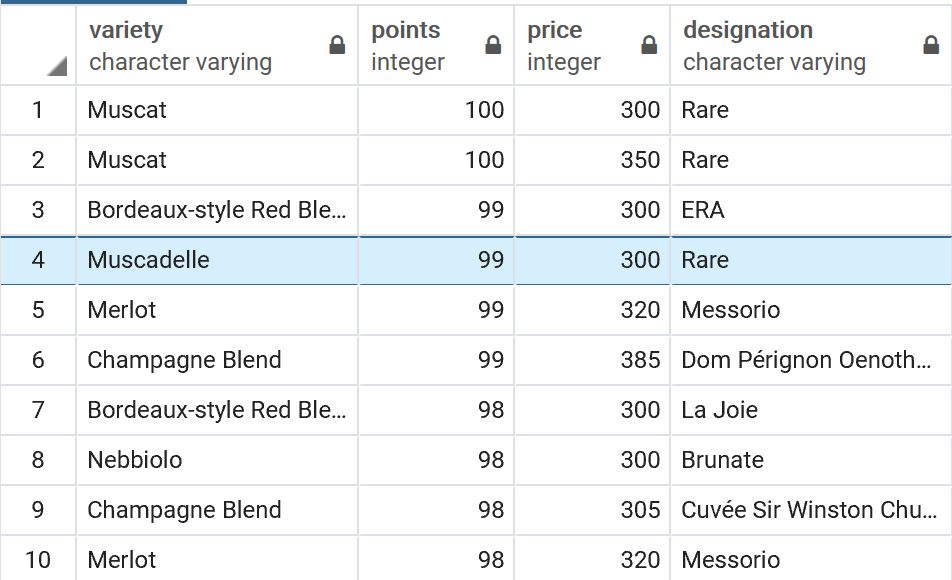 variety points price designation
character varying integer integer character varying
1 Muscat 100 300 Rare
2 Muscat 100 350 Rare
3 Bordeaux-style Red Ble... 99 300 ERA
4 Muscadelle 99 300 Rare
5 Merlot 99 320 Messorio
6 Champagne Blend 99 385 Dom Pérignon Oenoth...
7 Bordeaux-style Red Ble... 98 300 La Joie
8 Nebbiolo 98 300 Brunate
9 Champagne Blend 98 305 Cuvée Sir Winston Chu...
10 Merlot 98 320 Messorio